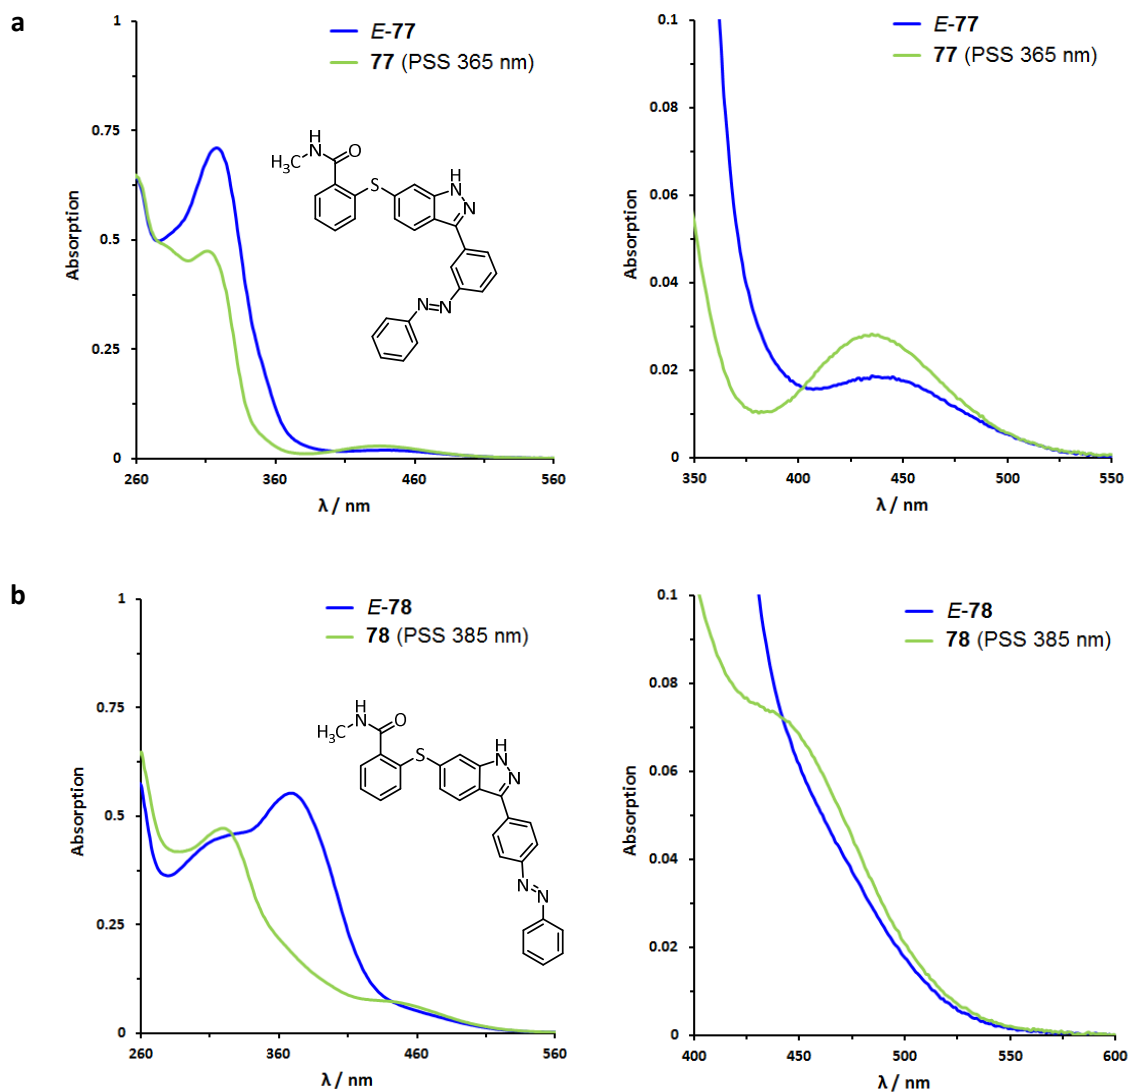 a
1
0.75
0.5
0.25
0
Absorption
260
360
460
560
λ / nm
E-77
77 (PSS 365 nm)
H
N
O
H3C
S
H
N
N
N
N
0.1
0.08
0.06
0.04
0.02
0
Absorption
350
400
450
500
550
λ / nm
E-77
77 (PSS 365 nm)
b
1
0.75
0.5
0.25
0
Absorption
260
360
460
560
λ / nm
E-78
78 (PSS 385 nm)
H
N
O
H3C
S
H
N
N
N
N
0.1
0.08
0.06
0.04
0.02
0
Absorption
400
450
500
550
600
λ / nm
E-78
78 (PSS 385 nm)